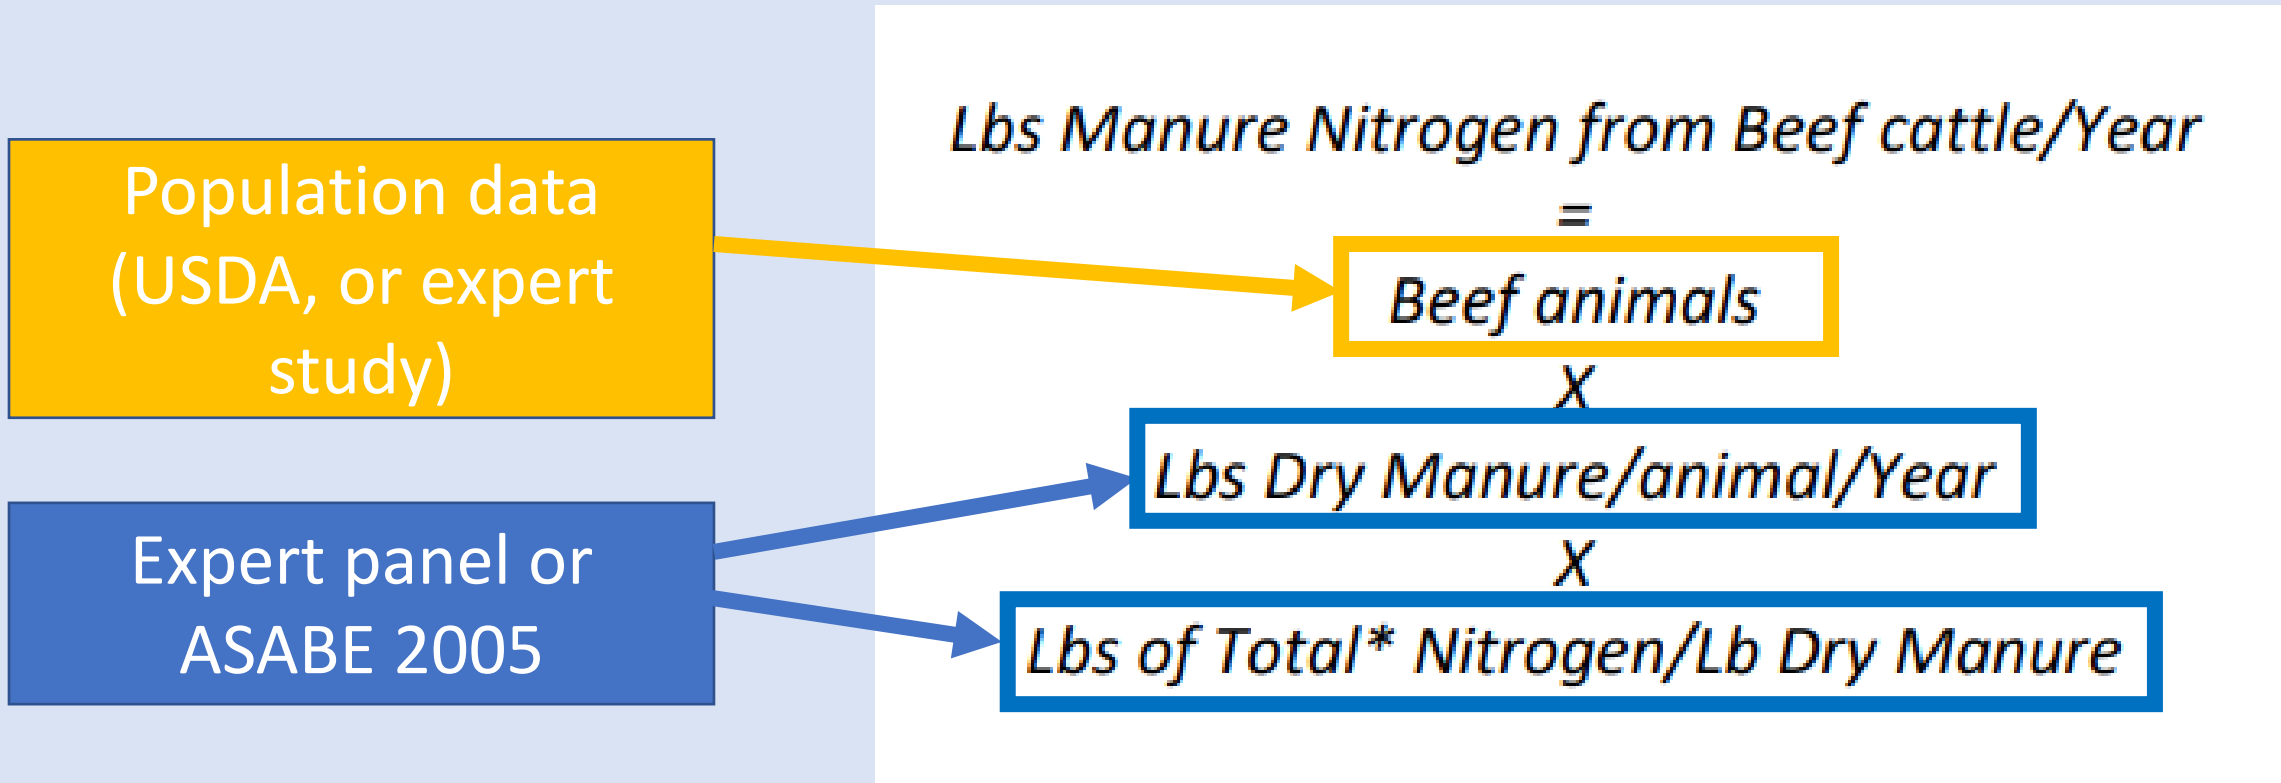 Population data
(USDA, or expert
study)
Expert panel or
ASABE 2005
Lbs Manure Nitrogen from Beef cattle/Year
=
Beef animals
X
Lbs Dry Manure/animal/Year
X
Lbs of Total* Nitrogen/Lb Dry Manure